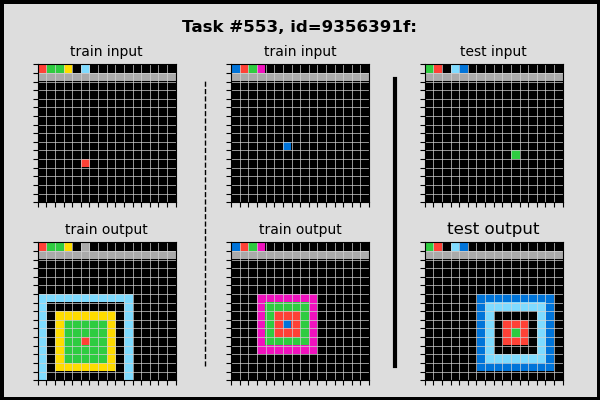 Task #553, id=9356391f:
train input
train input
test input
train output
train output
test output